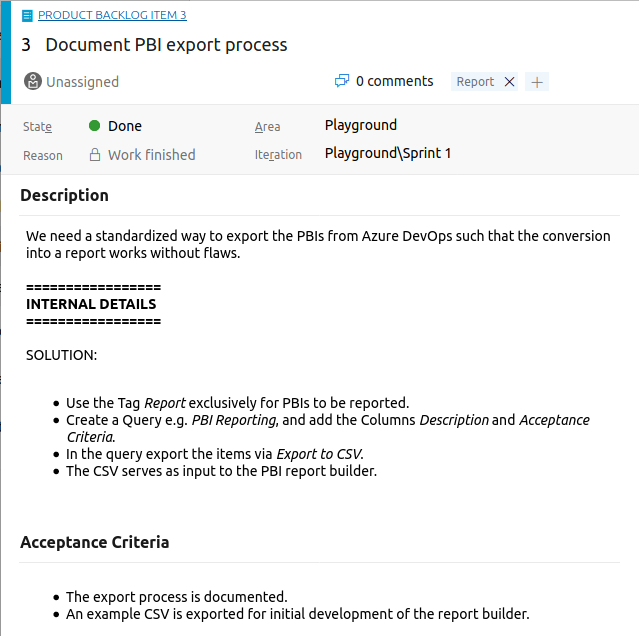 PRODUCT BACKLOG ITEM 3
3 Document PBI export process
Unassigned
0 comments
Report
State
Done
Area
Playground
Reason
Work finished
Iteration
Playground\Sprint 1
Description
We need a standardized way to export the PBIs from Azure DevOps such that the conversion
into a report works without flaws.
=================
INTERNAL DETAILS
=================
SOLUTION:
• Use the Tag Report exclusively for PBIs to be reported.
• Create a Query e.g. PBI Reporting, and add the Columns Description and Acceptance
Criteria.
• In the query export the items via Export to CSV.
• The CSV serves as input to the PBI report builder.
Acceptance Criteria
• The export process is documented.
• An example CSV is exported for initial development of the report builder.